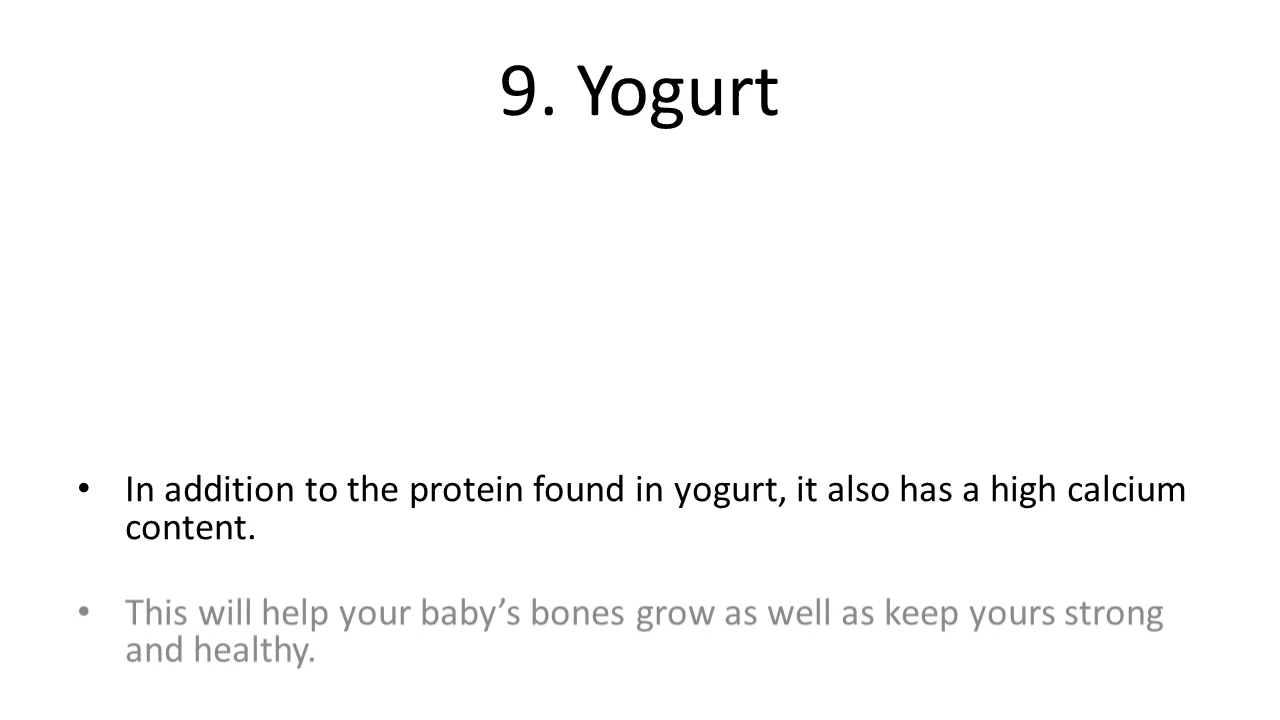 9. Yogurt
• In addition to the protein found in yogurt, it also has a high calcium
content.
• This will help your baby’s bones grow as well as keep yours strong
and healthy.